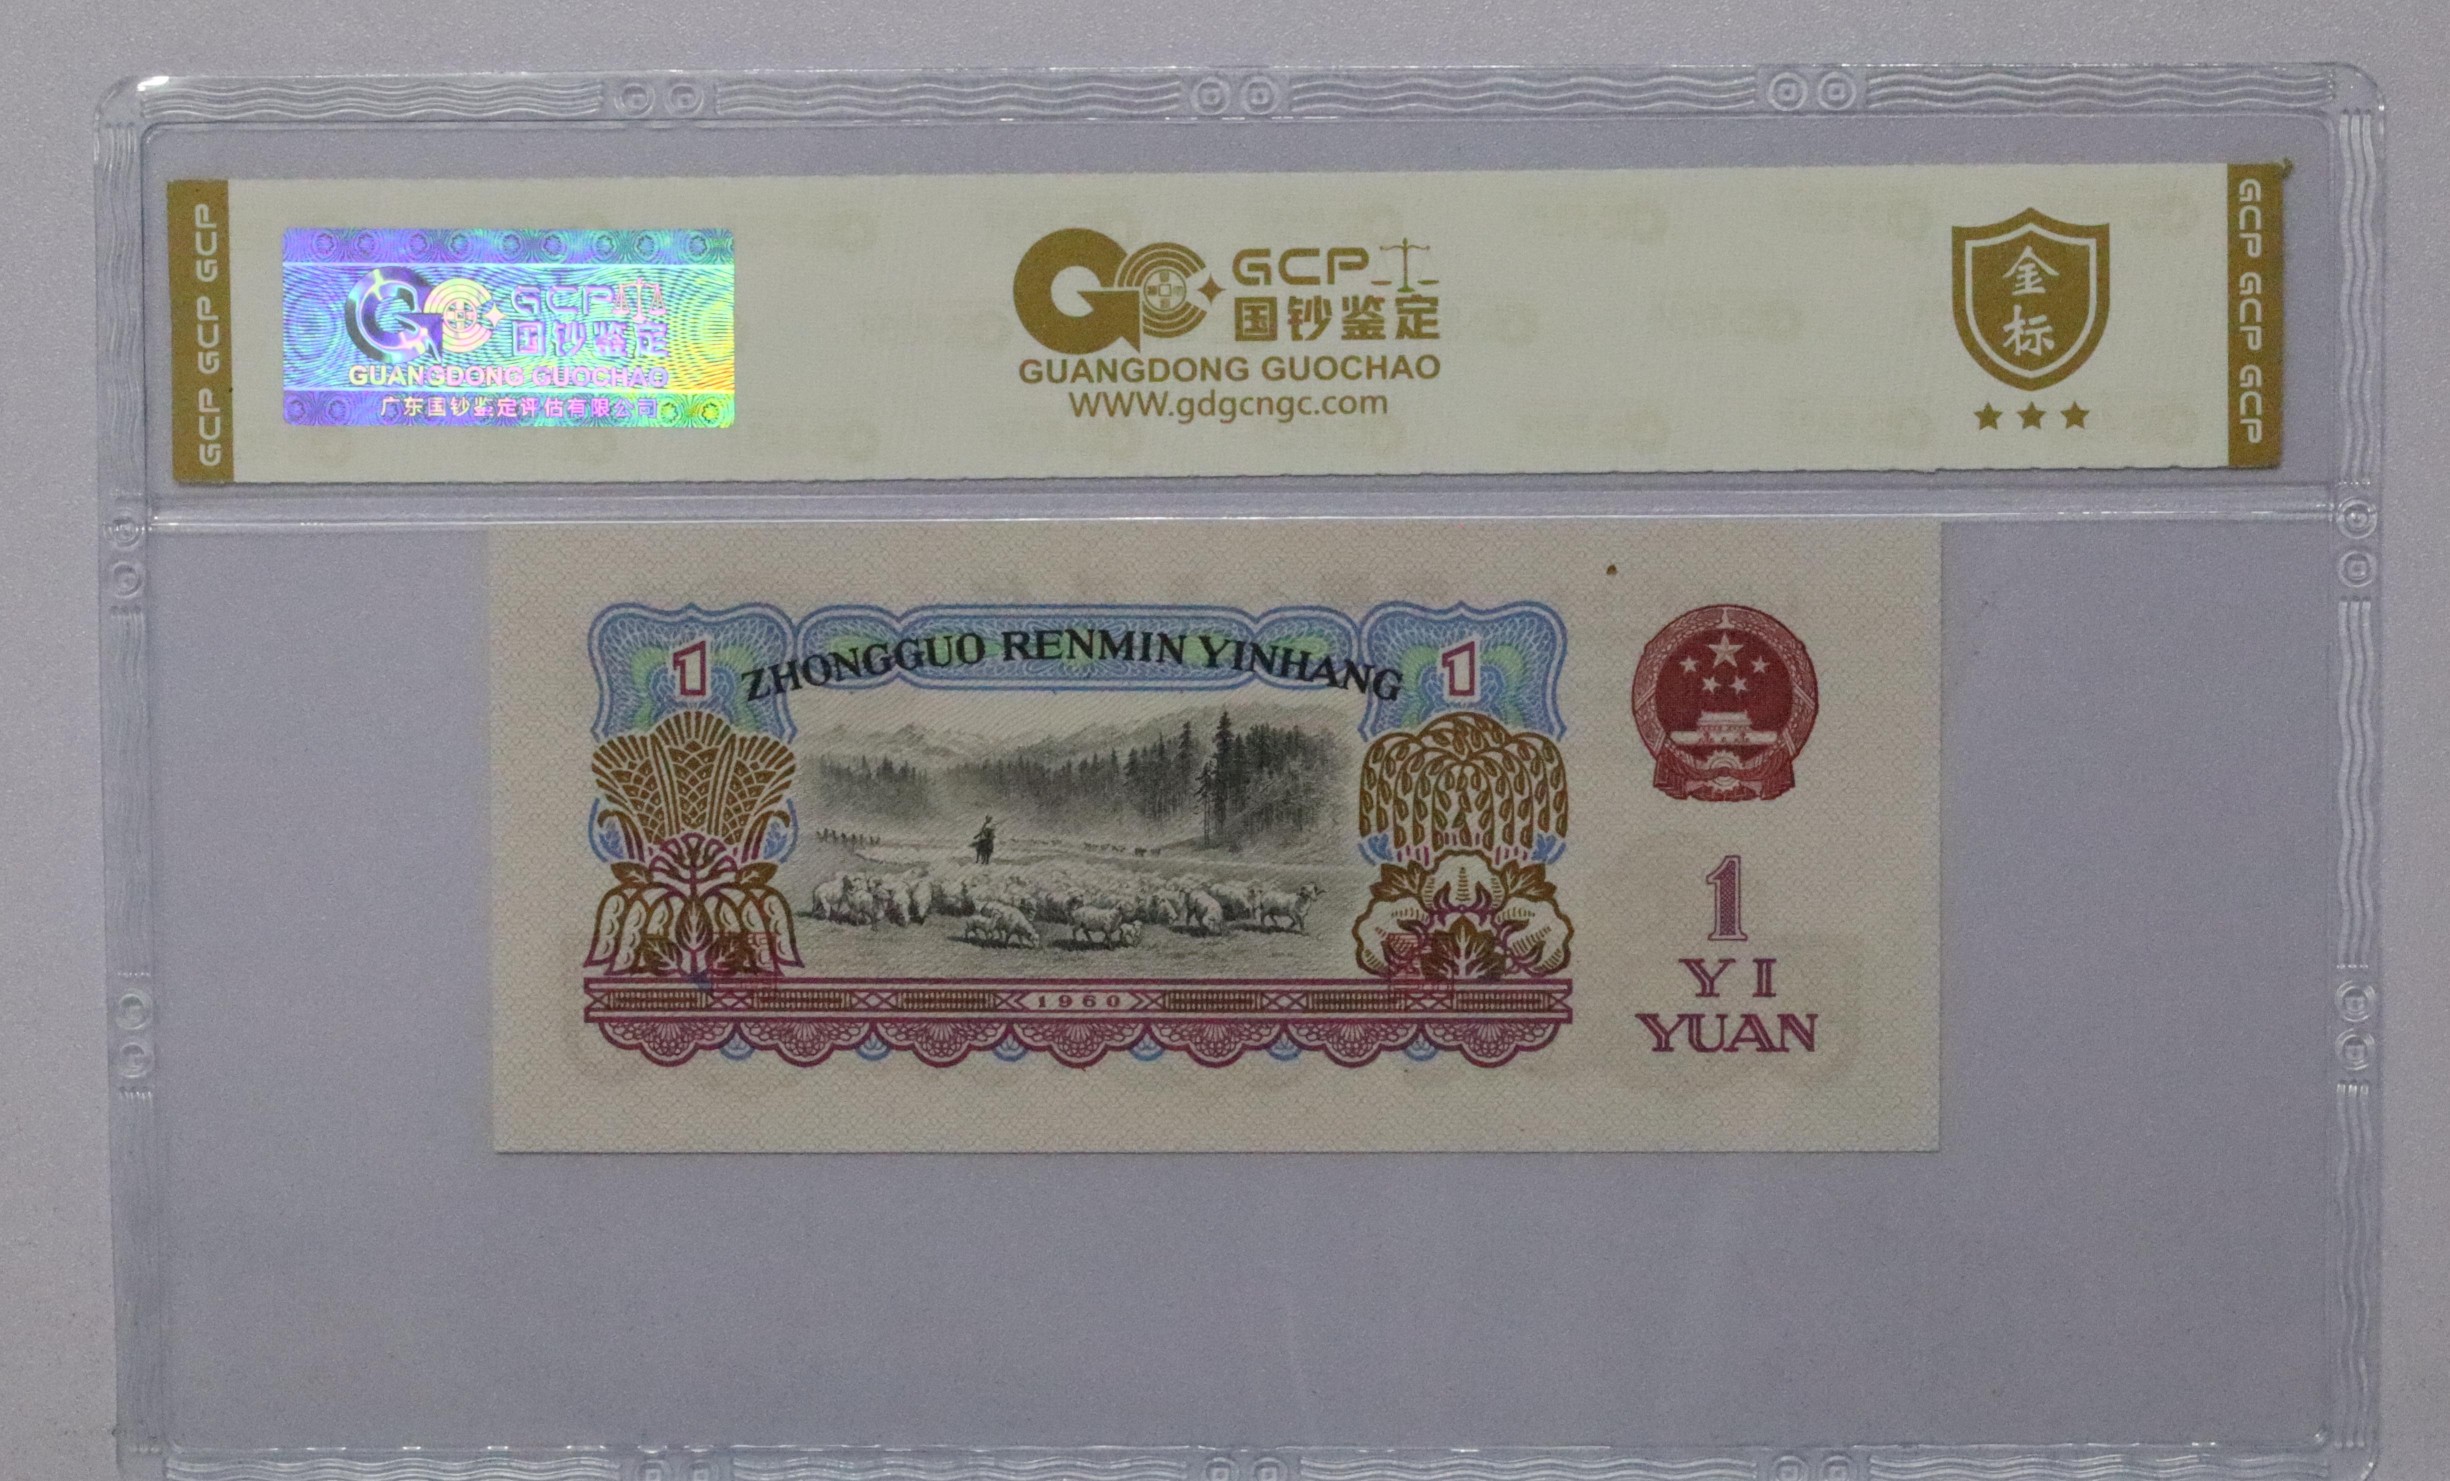 GCP GCP GCP
GCP
国钞鉴定
GUANGDONG GUOCHAO
广东国钞鉴定评估有限公司
GCP
国钞鉴定
GUANGDONG GUOCHAO
www.gdgcngc.com
金
标
GCP GCP GCP
1
ZHONGGUO RENMIN YINHANG
1
1960
1
YI
YUAN